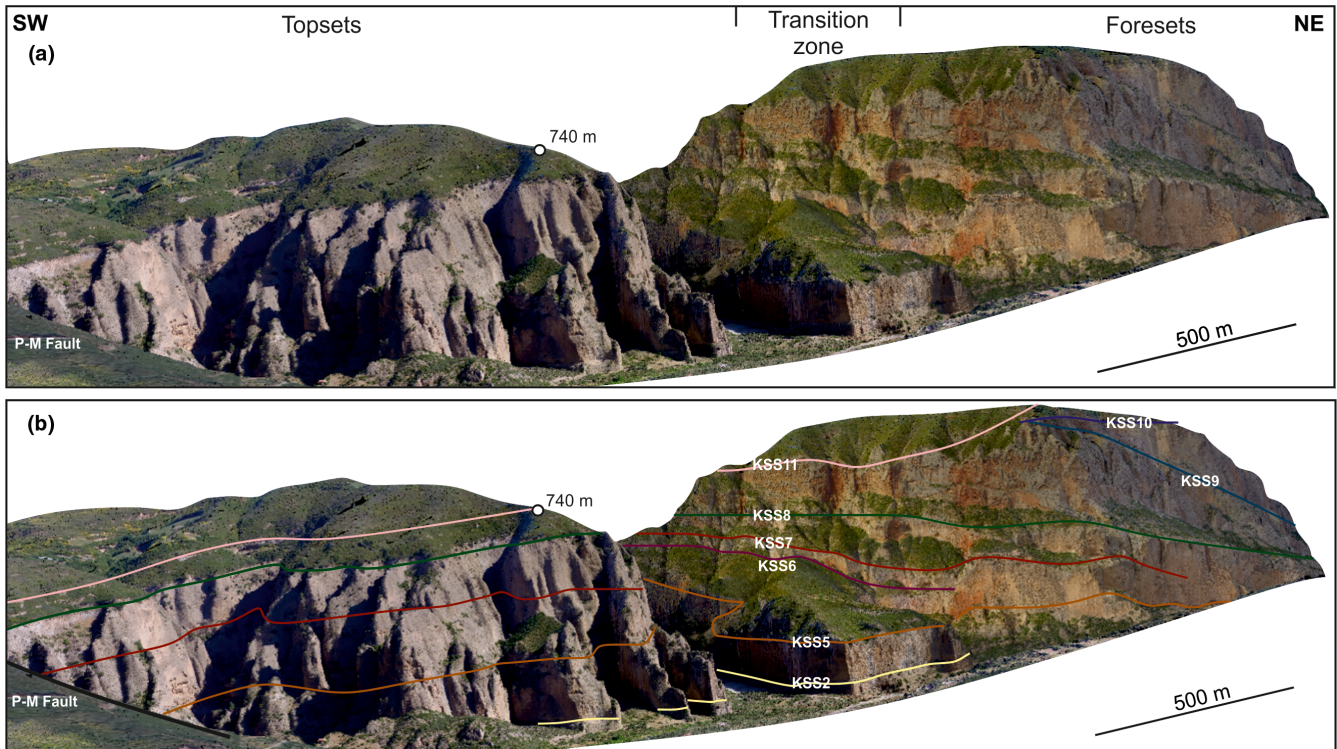 SW
Topsets
Transition
zone
Foresets
NE
(a)
740 m
P-M Fault
500 m
(b)
KSS10
KSS11
KSS9
740 m
KSS8
KSS7
KSS6
KSS5
KSS2
P-M Fault
500 m